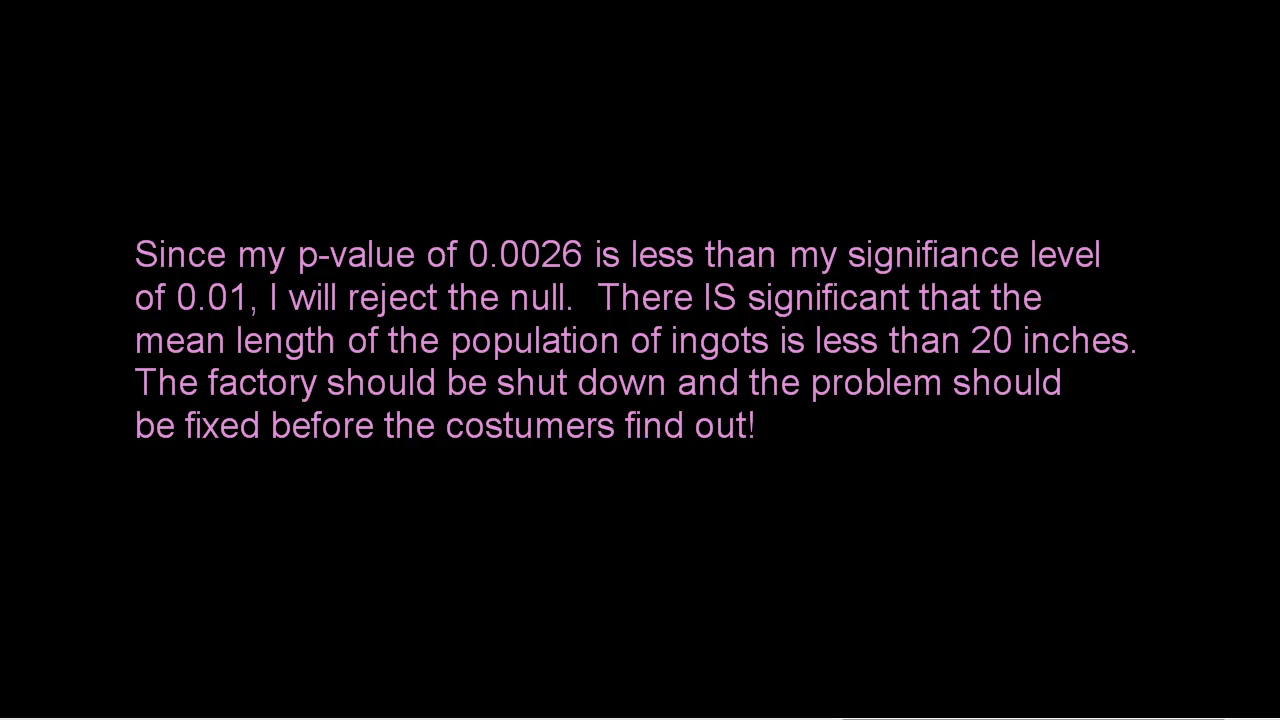 Since my p-value of 0.0026 is less than my signifiance level
of 0.01, I will reject the null.  There IS significant that the
mean length of the population of ingots is less than 20 inches.
The factory should be shut down and the problem should
be fixed before the costumers find out!